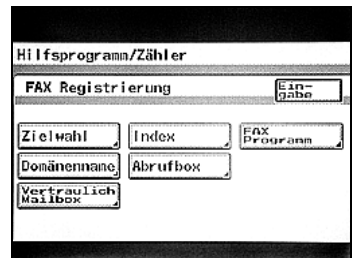 Hilfsprogramm/Zähler
FAX Registrierung
Ein-
gabe
Zielwahl
Index
FAX
Programm
Domänenname
Abrufbox
Vertraulich
Mailbox